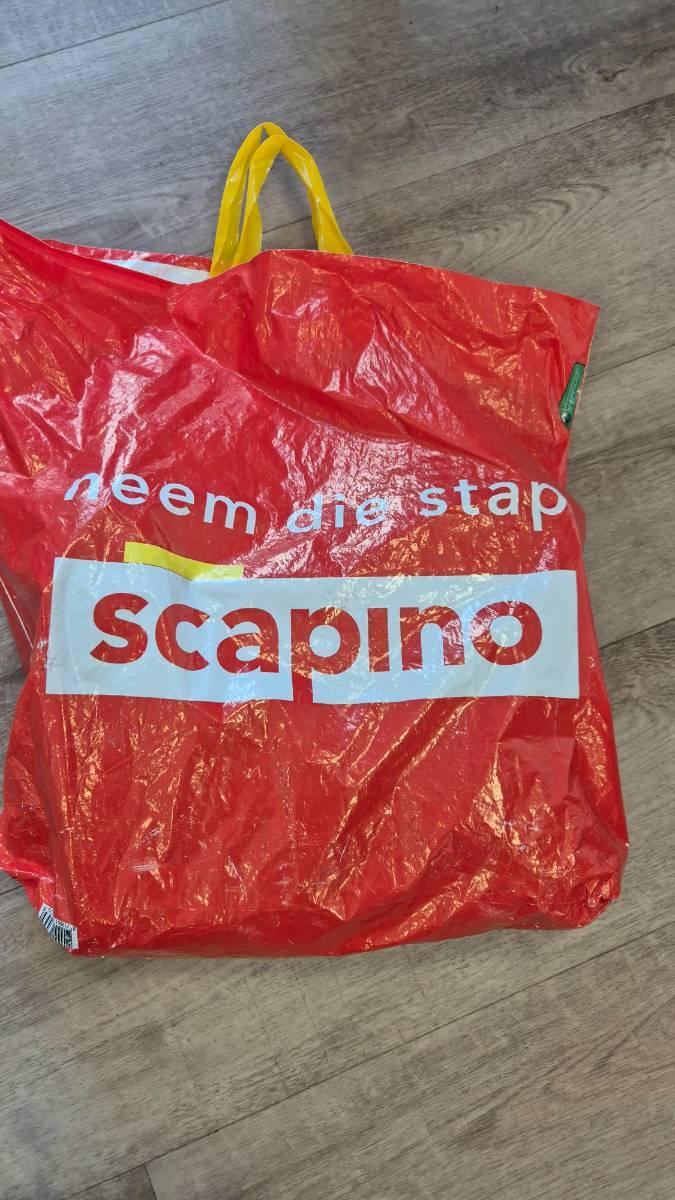 neem die stap
scapino